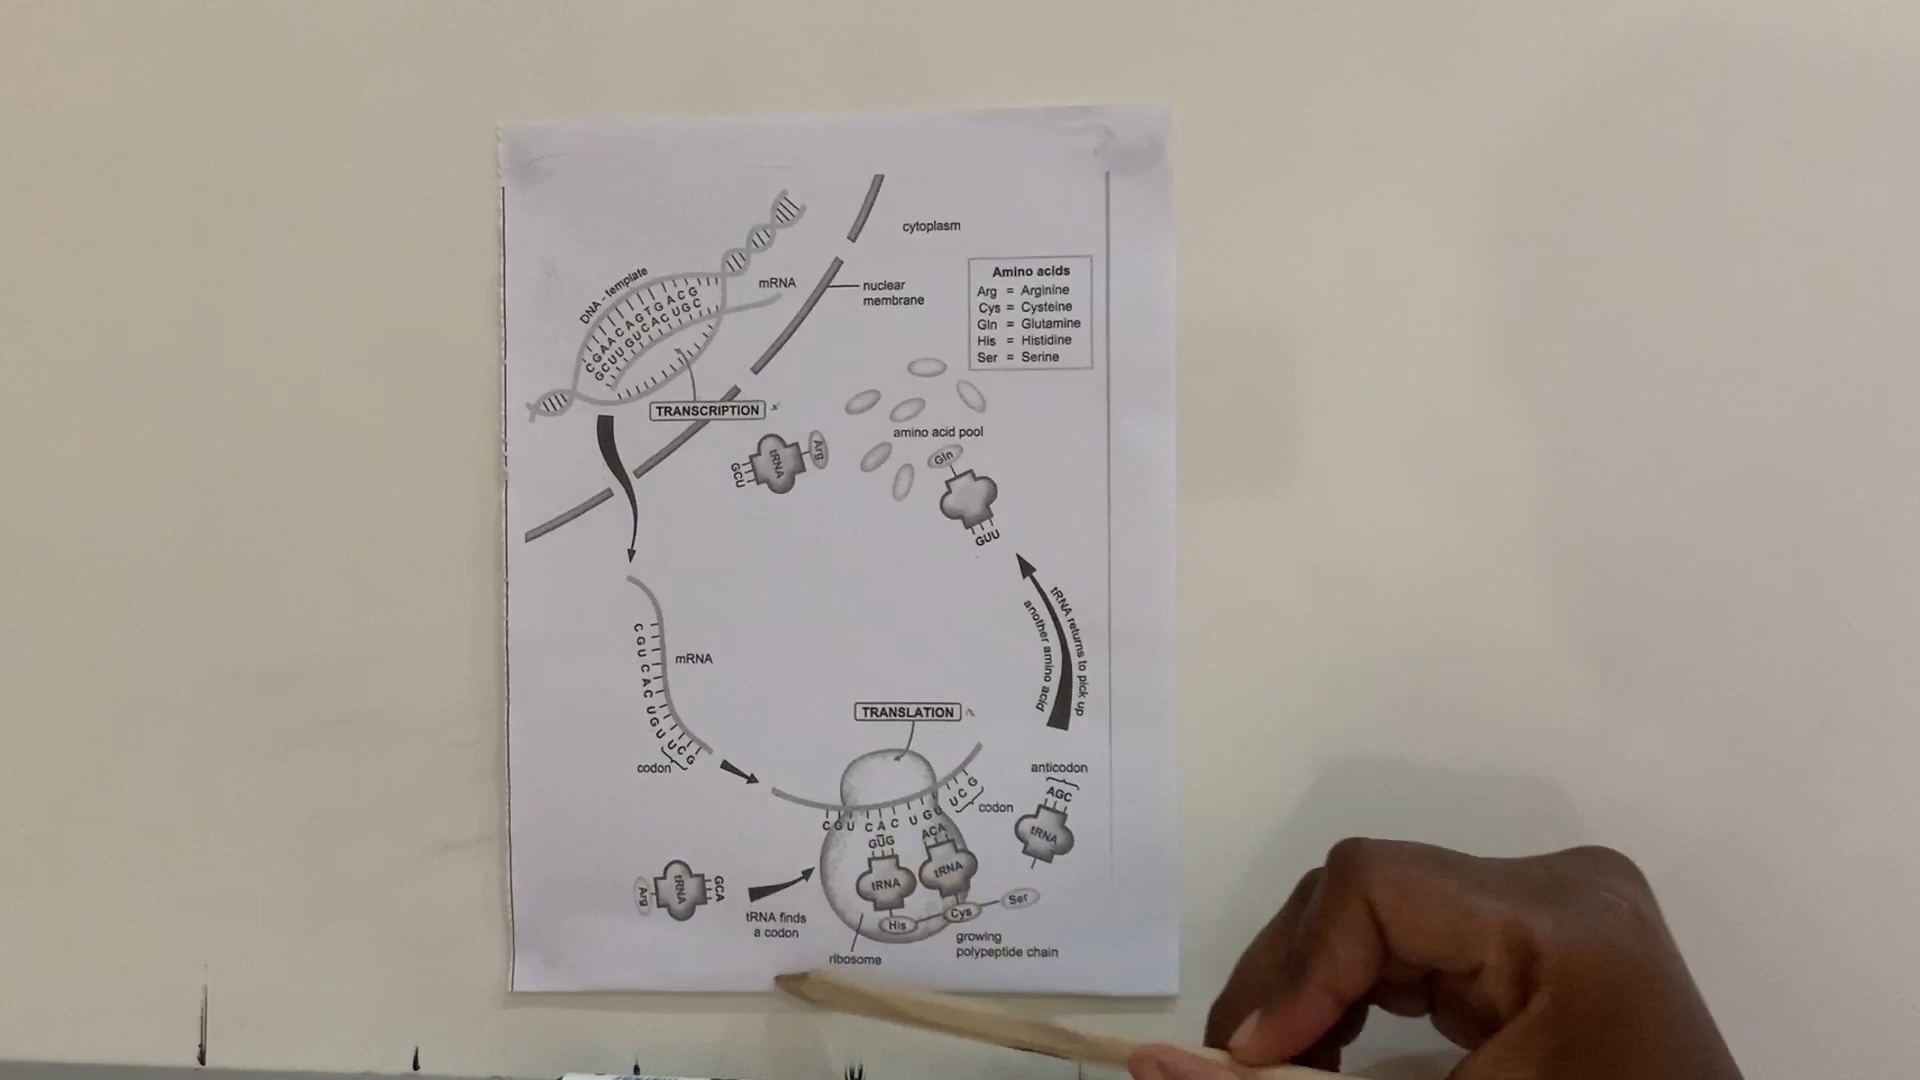 cytoplasm
DNA - template
mRNA
nuclear
membrane
Amino acids
Arg = Arginine
Cys = Cysteine
Gln = Glutamine
His = Histidine
Ser = Serine
CGAACAGTGACG
GCUUGUCACUGC
TRANSCRIPTION
amino acid pool
tRNA
Arg
GCU
Gln
GUU
tRNA returns to pick up
another amino acid
CGUCACUGUUCG
mRNA
codon
TRANSLATION
anticodon
AGC
tRNA
UCG
codon
CGU CAC UGU
GUG
ACA
tRNA
tRNA
Arg
tRNA
GCA
tRNA finds
a codon
His
Cys
Ser
growing
polypeptide chain
ribosome